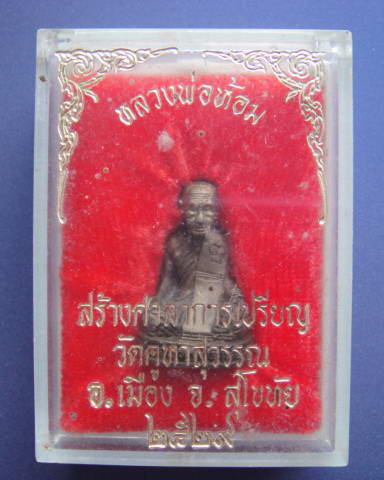 หลวงพ่อห้อม
สร้างศาลาการเปรียญ
วัดคูหาสุวรรณ
อ.เมือง จ. สุโขทัย
๒๕๒๙